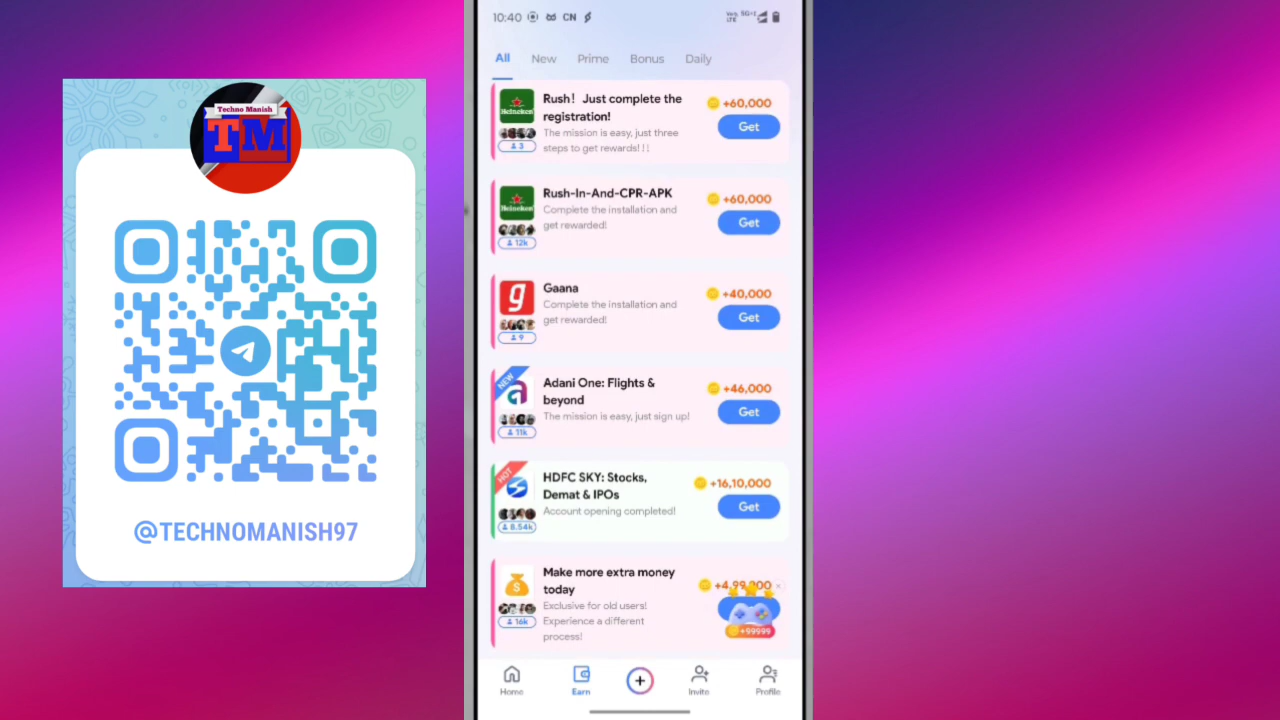 Techno Manish
TM
@TECHNOMANISH97
10:40
CN
5G+
LTE
All
New
Prime
Bonus
Daily
Heineken
3
Rush! Just complete the
registration!
The mission is easy, just three
steps to get rewards!!!
+60,000
Get
Heineken
12k
Rush-In-And-CPR-APK
Complete the installation and
get rewarded!
+60,000
Get
g
9
Gaana
Complete the installation and
get rewarded!
+40,000
Get
NEW
a
11k
Adani One: Flights &
beyond
The mission is easy, just sign up!
+46,000
Get
HOT
8.54k
HDFC SKY: Stocks,
Demat & IPOs
Account opening completed!
+16,10,000
Get
$
16k
Make more extra money
today
Exclusive for old users!
Experience a different
process!
+99999
Home
Earn
Invite
Profile